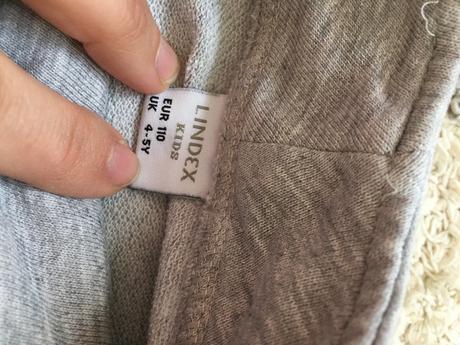 LINDEX
KIDS
EUR 110
UK 4-5Y